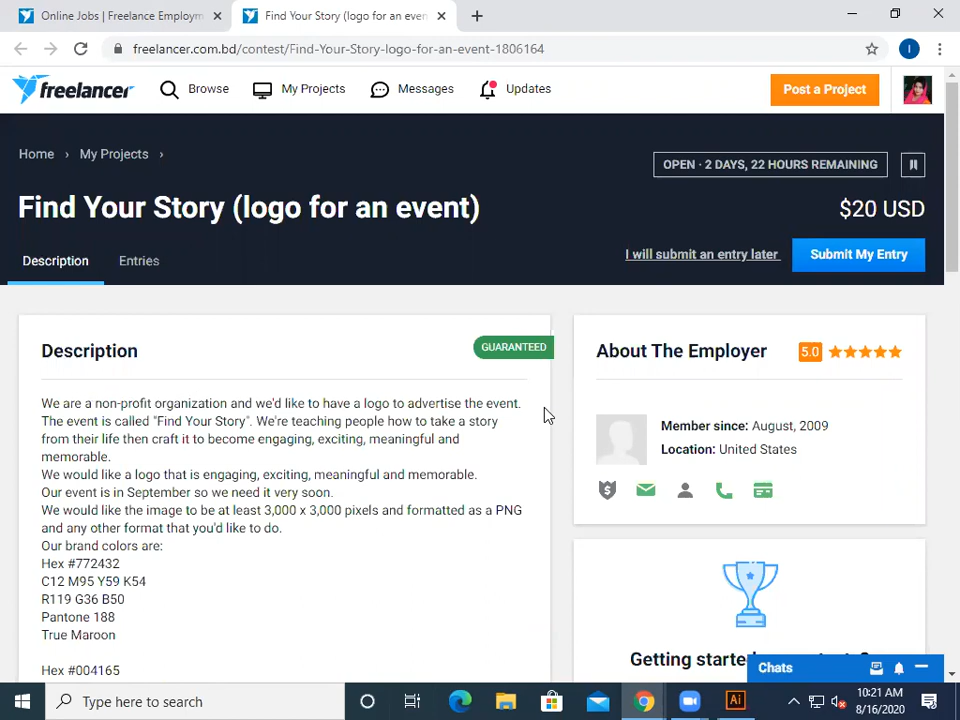 Online Jobs | Freelance Employm
Find Your Story (logo for an even
freelancer.com.bd/contest/Find-Your-Story-logo-for-an-event-1806164
I
freelancer
Browse
My Projects
Messages
Updates
Post a Project
Home › My Projects ›
OPEN · 2 DAYS, 22 HOURS REMAINING
Find Your Story (logo for an event)
$20 USD
Description
Entries
I will submit an entry later
Submit My Entry
Description
GUARANTEED
We are a non-profit organization and we'd like to have a logo to advertise the event.
The event is called "Find Your Story". We're teaching people how to take a story
from their life then craft it to become engaging, exciting, meaningful and
memorable.
We would like a logo that is engaging, exciting, meaningful and memorable.
Our event is in September so we need it very soon.
We would like the image to be at least 3,000 x 3,000 pixels and formatted as a PNG
and any other format that you'd like to do.
Our brand colors are:
Hex #772432
C12 M95 Y59 K54
R119 G36 B50
Pantone 188
True Maroon
Hex #004165
About The Employer
5.0
Member since: August, 2009
Location: United States
Getting started
Chats
Type here to search
Ai
10:21 AM
8/16/2020